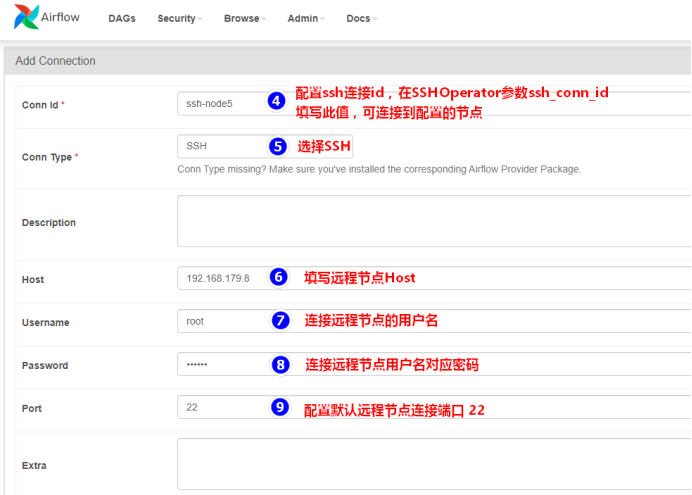 Airflow DAGs Security Browse Admin Docs
Add Connection
Conn Id * ssh-node5 4 配置ssh连接id，在SSHOperator参数ssh_conn_id
填写此值，可连接到配置的节点
Conn Type * SSH 5 选择SSH
Conn Type missing? Make sure you've installed the corresponding Airflow Provider Package.
Description
Host 192.168.179.8 6 填写远程节点Host
Username root 7 连接远程节点的用户名
Password •••••• 8 连接远程节点用户名对应密码
Port 22 9 配置默认远程节点连接端口 22
Extra